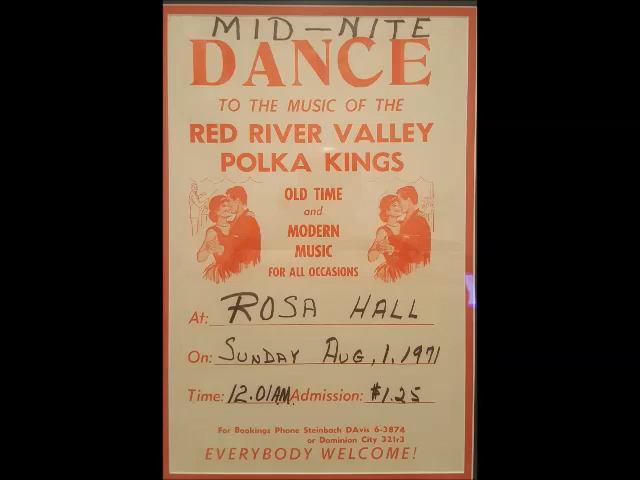 MID-NITE
DANCE
TO THE MUSIC OF THE
RED RIVER VALLEY
POLKA KINGS
OLD TIME
and
MODERN
MUSIC
FOR ALL OCCASIONS
At: ROSA HALL
On: SUNDAY AUG, 1, 1971
Time: 12.01AM Admission: $1.25
For Bookings Phone Steinbach DAvis 6-3874
or Dominion City 321r3
EVERYBODY WELCOME!